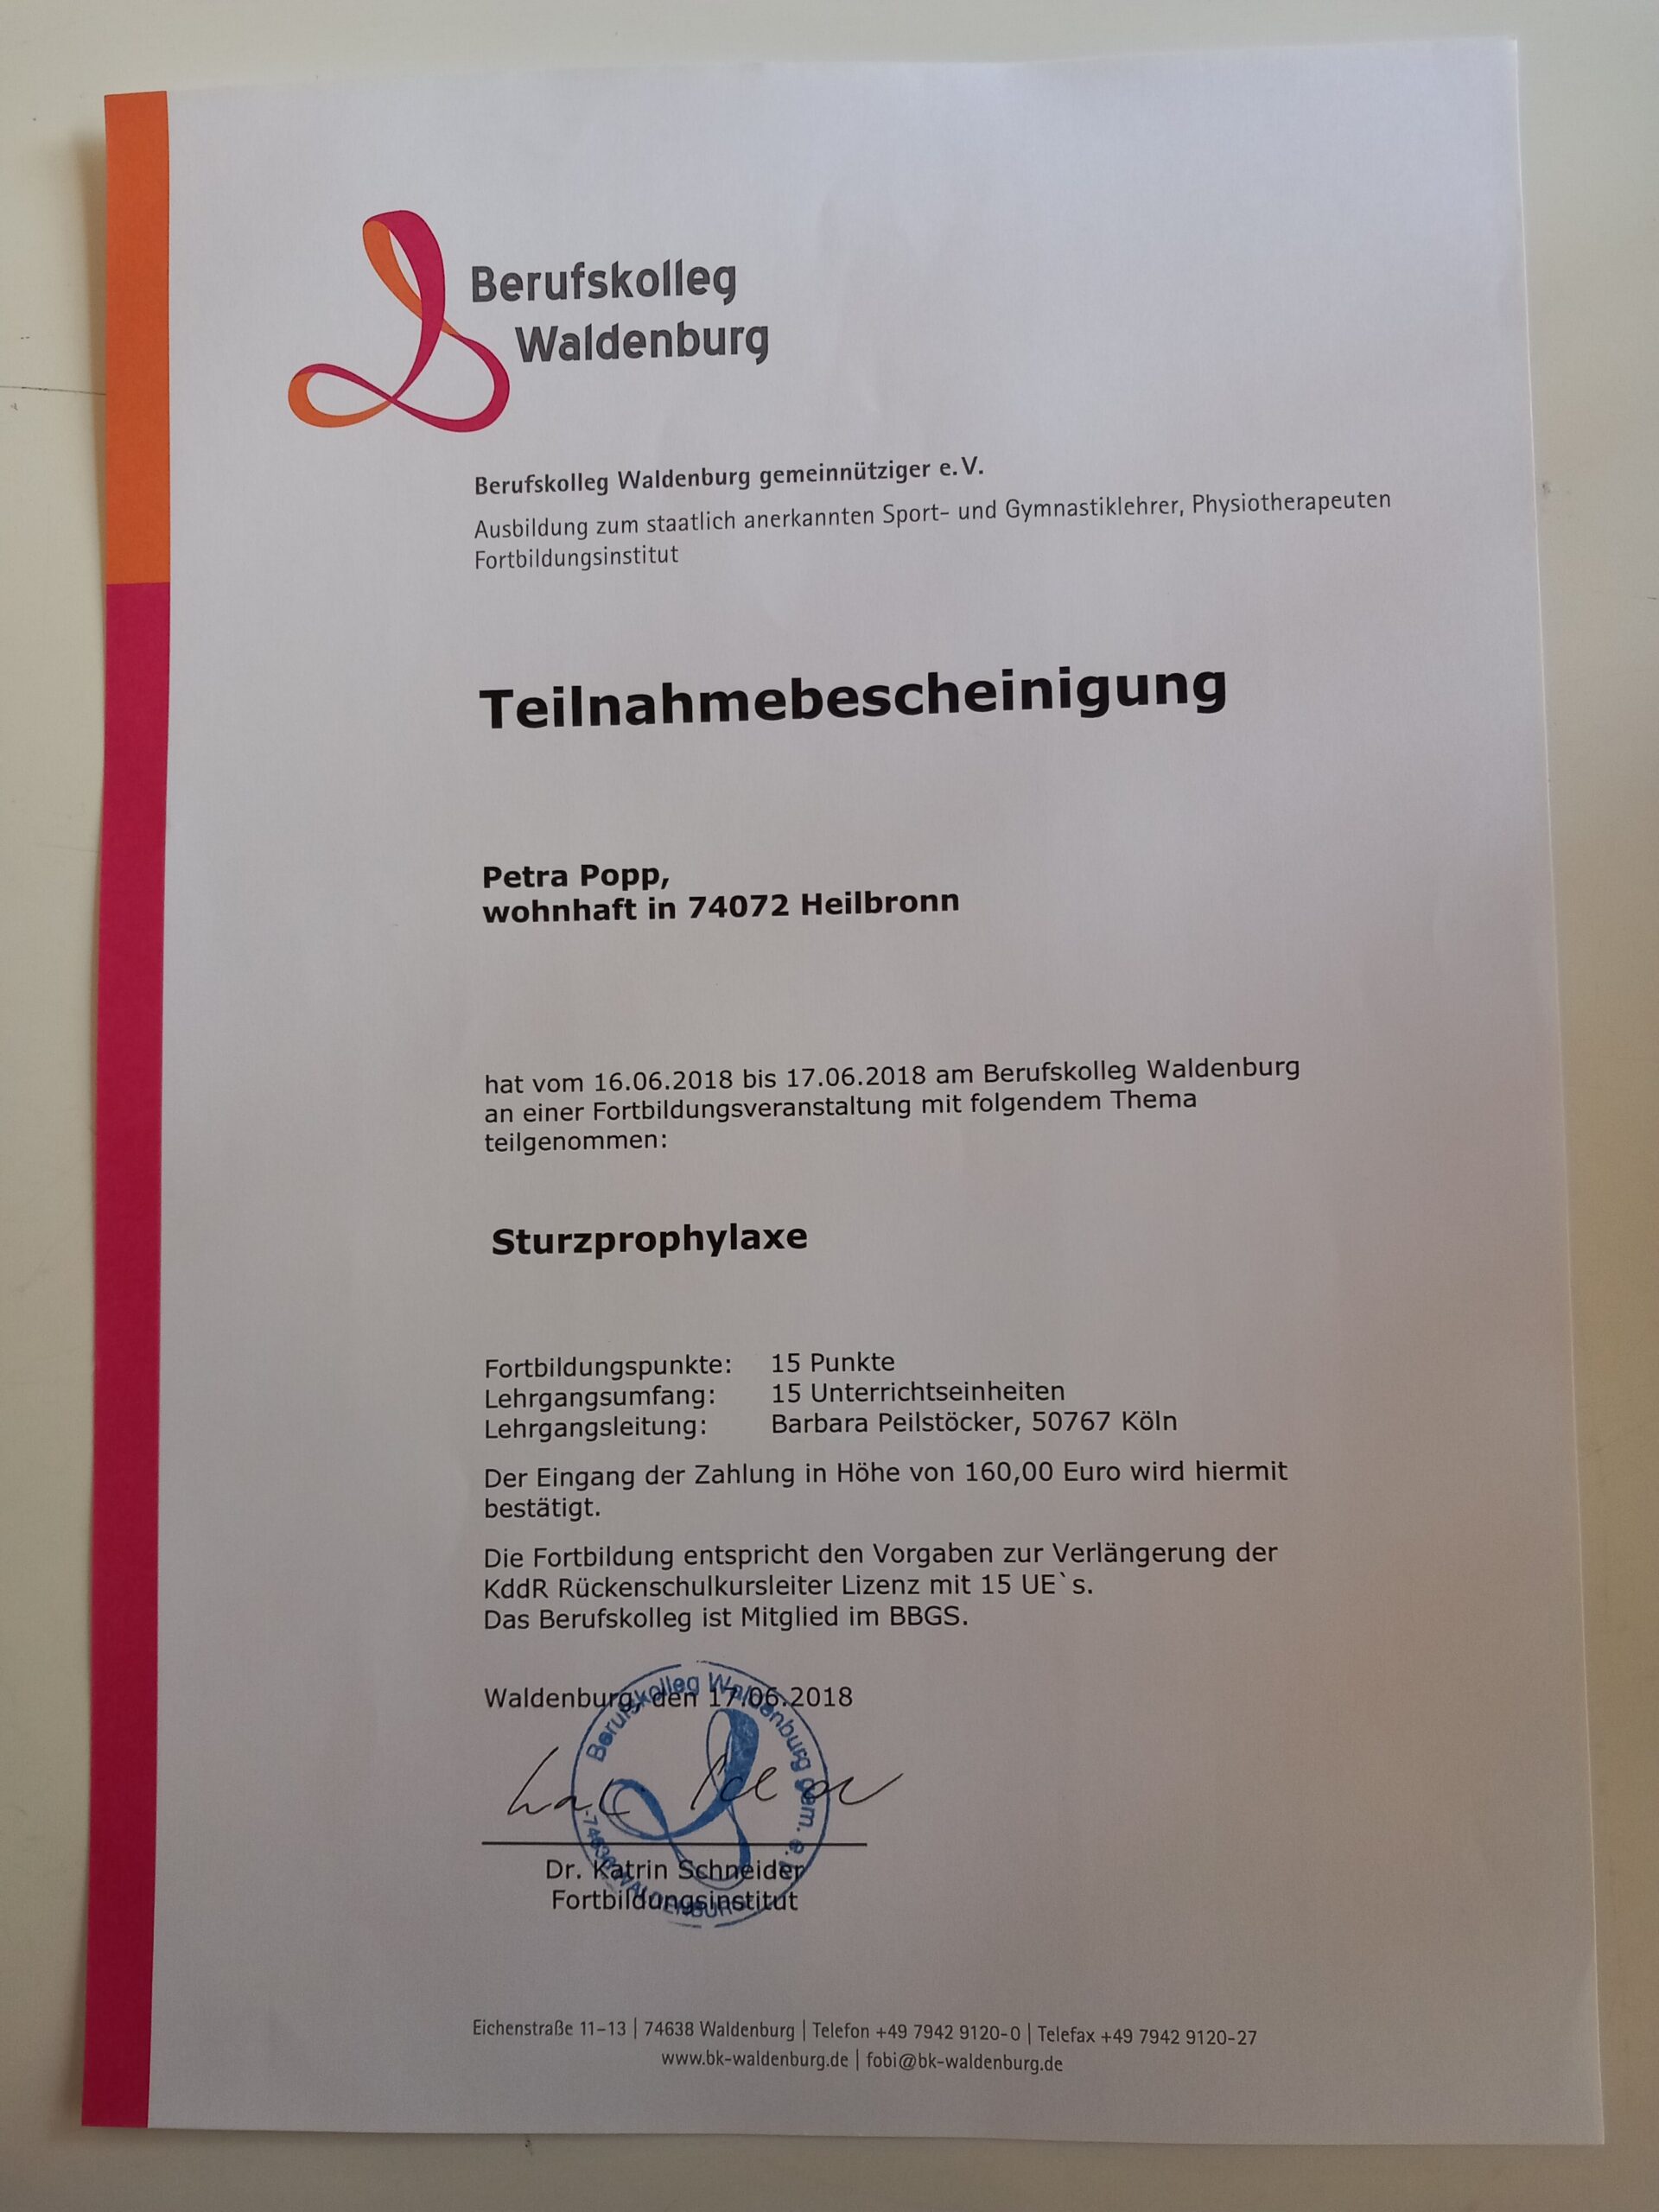 Berufskolleg
Waldenburg
Berufskolleg Waldenburg gemeinnütziger e.V.
Ausbildung zum staatlich anerkannten Sport- und Gymnastiklehrer, Physiotherapeuten
Fortbildungsinstitut
Teilnahmebescheinigung
Petra Popp,
wohnhaft in 74072 Heilbronn
hat vom 16.06.2018 bis 17.06.2018 am Berufskolleg Waldenburg
an einer Fortbildungsveranstaltung mit folgendem Thema
teilgenommen:
Sturzprophylaxe
Fortbildungspunkte: 15 Punkte
Lehrgangsumfang: 15 Unterrichtseinheiten
Lehrgangsleitung: Barbara Peilstöcker, 50767 Köln
Der Eingang der Zahlung in Höhe von 160,00 Euro wird hiermit
bestätigt.
Die Fortbildung entspricht den Vorgaben zur Verlängerung der
KddR Rückenschulkursleiter Lizenz mit 15 UE`s.
Das Berufskolleg ist Mitglied im BBGS.
Waldenburg, den 17.06.2018
Berufskolleg Waldenburg gem. e.V.
74638 WALDENBURG
Dr. Katrin Schneider
Fortbildungsinstitut
Eichenstraße 11–13 | 74638 Waldenburg | Telefon +49 7942 9120-0 | Telefax +49 7942 9120-27
www.bk-waldenburg.de | fobi@bk-waldenburg.de